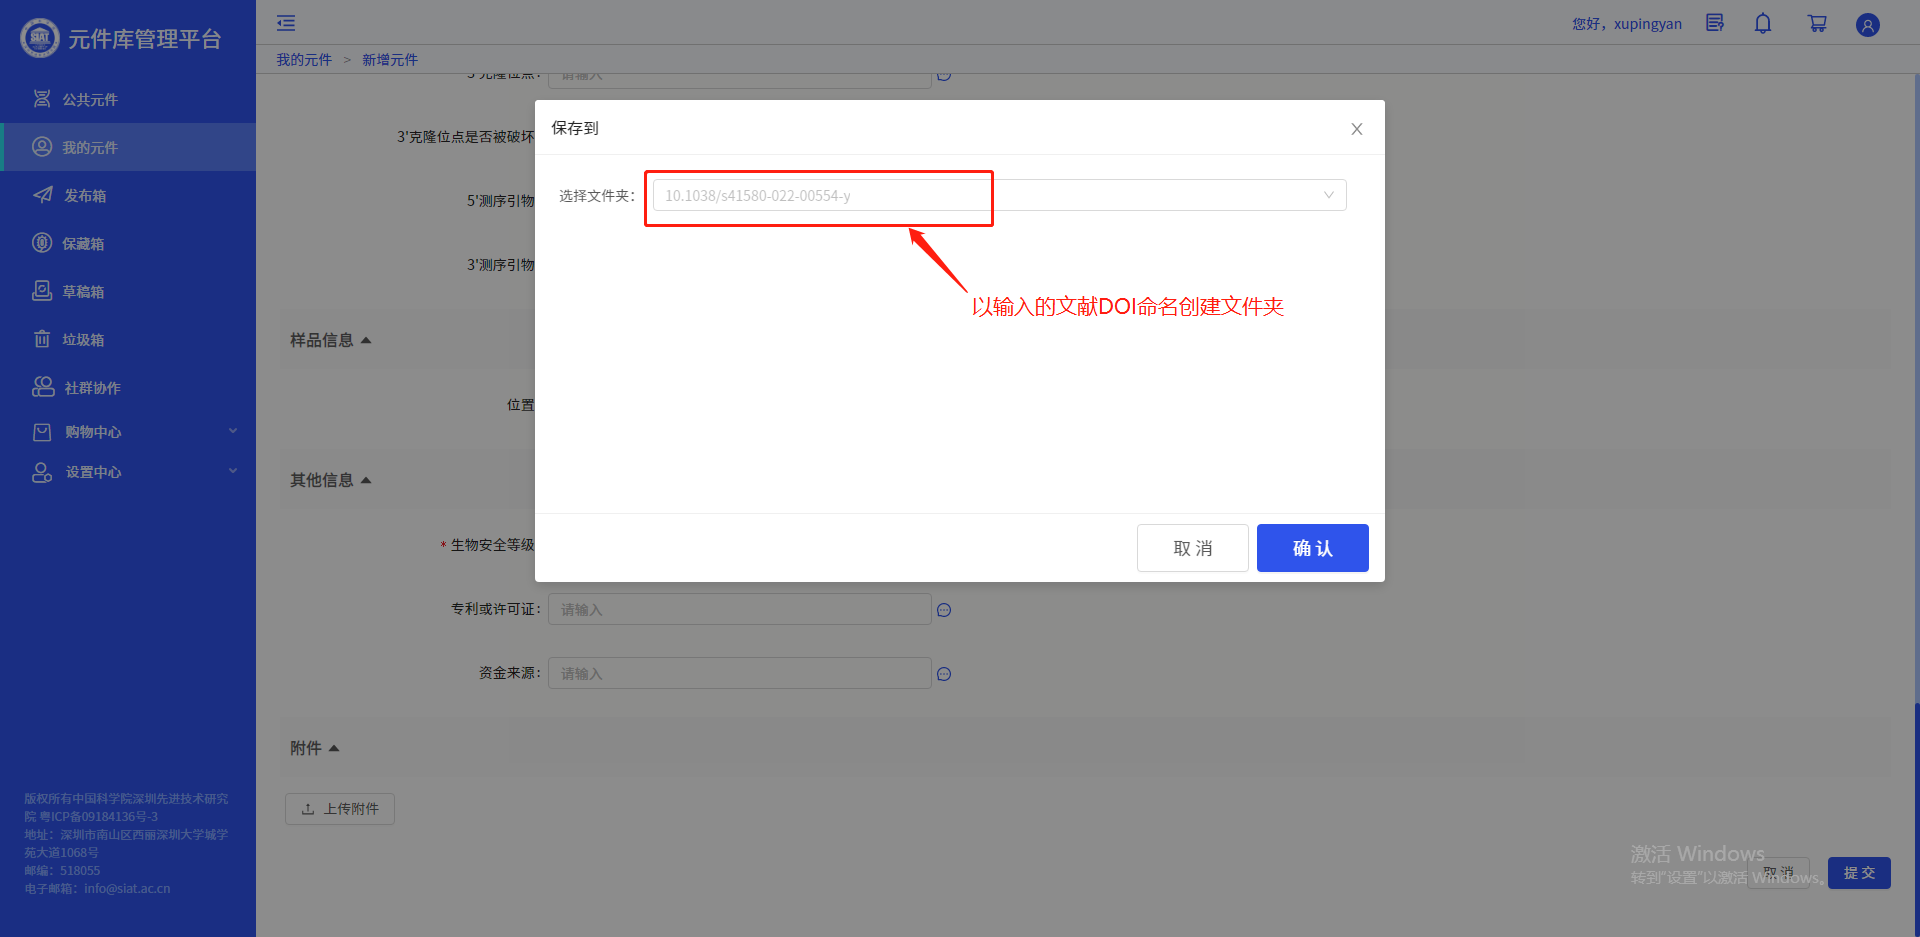 SIAT
元件库管理平台
公共元件
我的元件
发布箱
保藏箱
草稿箱
垃圾箱
社群协作
购物中心
设置中心
版权所有中国科学院深圳先进技术研究
院 粤ICP备09184136号-3
地址：深圳市南山区西丽深圳大学城学
苑大道1068号
邮编：518055
电子邮箱：info@siat.ac.cn
您好，xupingyan
我的元件 > 新增元件
请输入
3'克隆位点是否被破坏
5'测序引物
3'测序引物
样品信息
位置
其他信息
* 生物安全等级
专利或许可证： 请输入
资金来源： 请输入
附件
上传附件
保存到
选择文件夹： 10.1038/s41580-022-00554-y
以输入的文献DOI命名创建文件夹
取 消
确 认
激活 Windows
转到"设置"以激活 Windows。
取 消
提 交